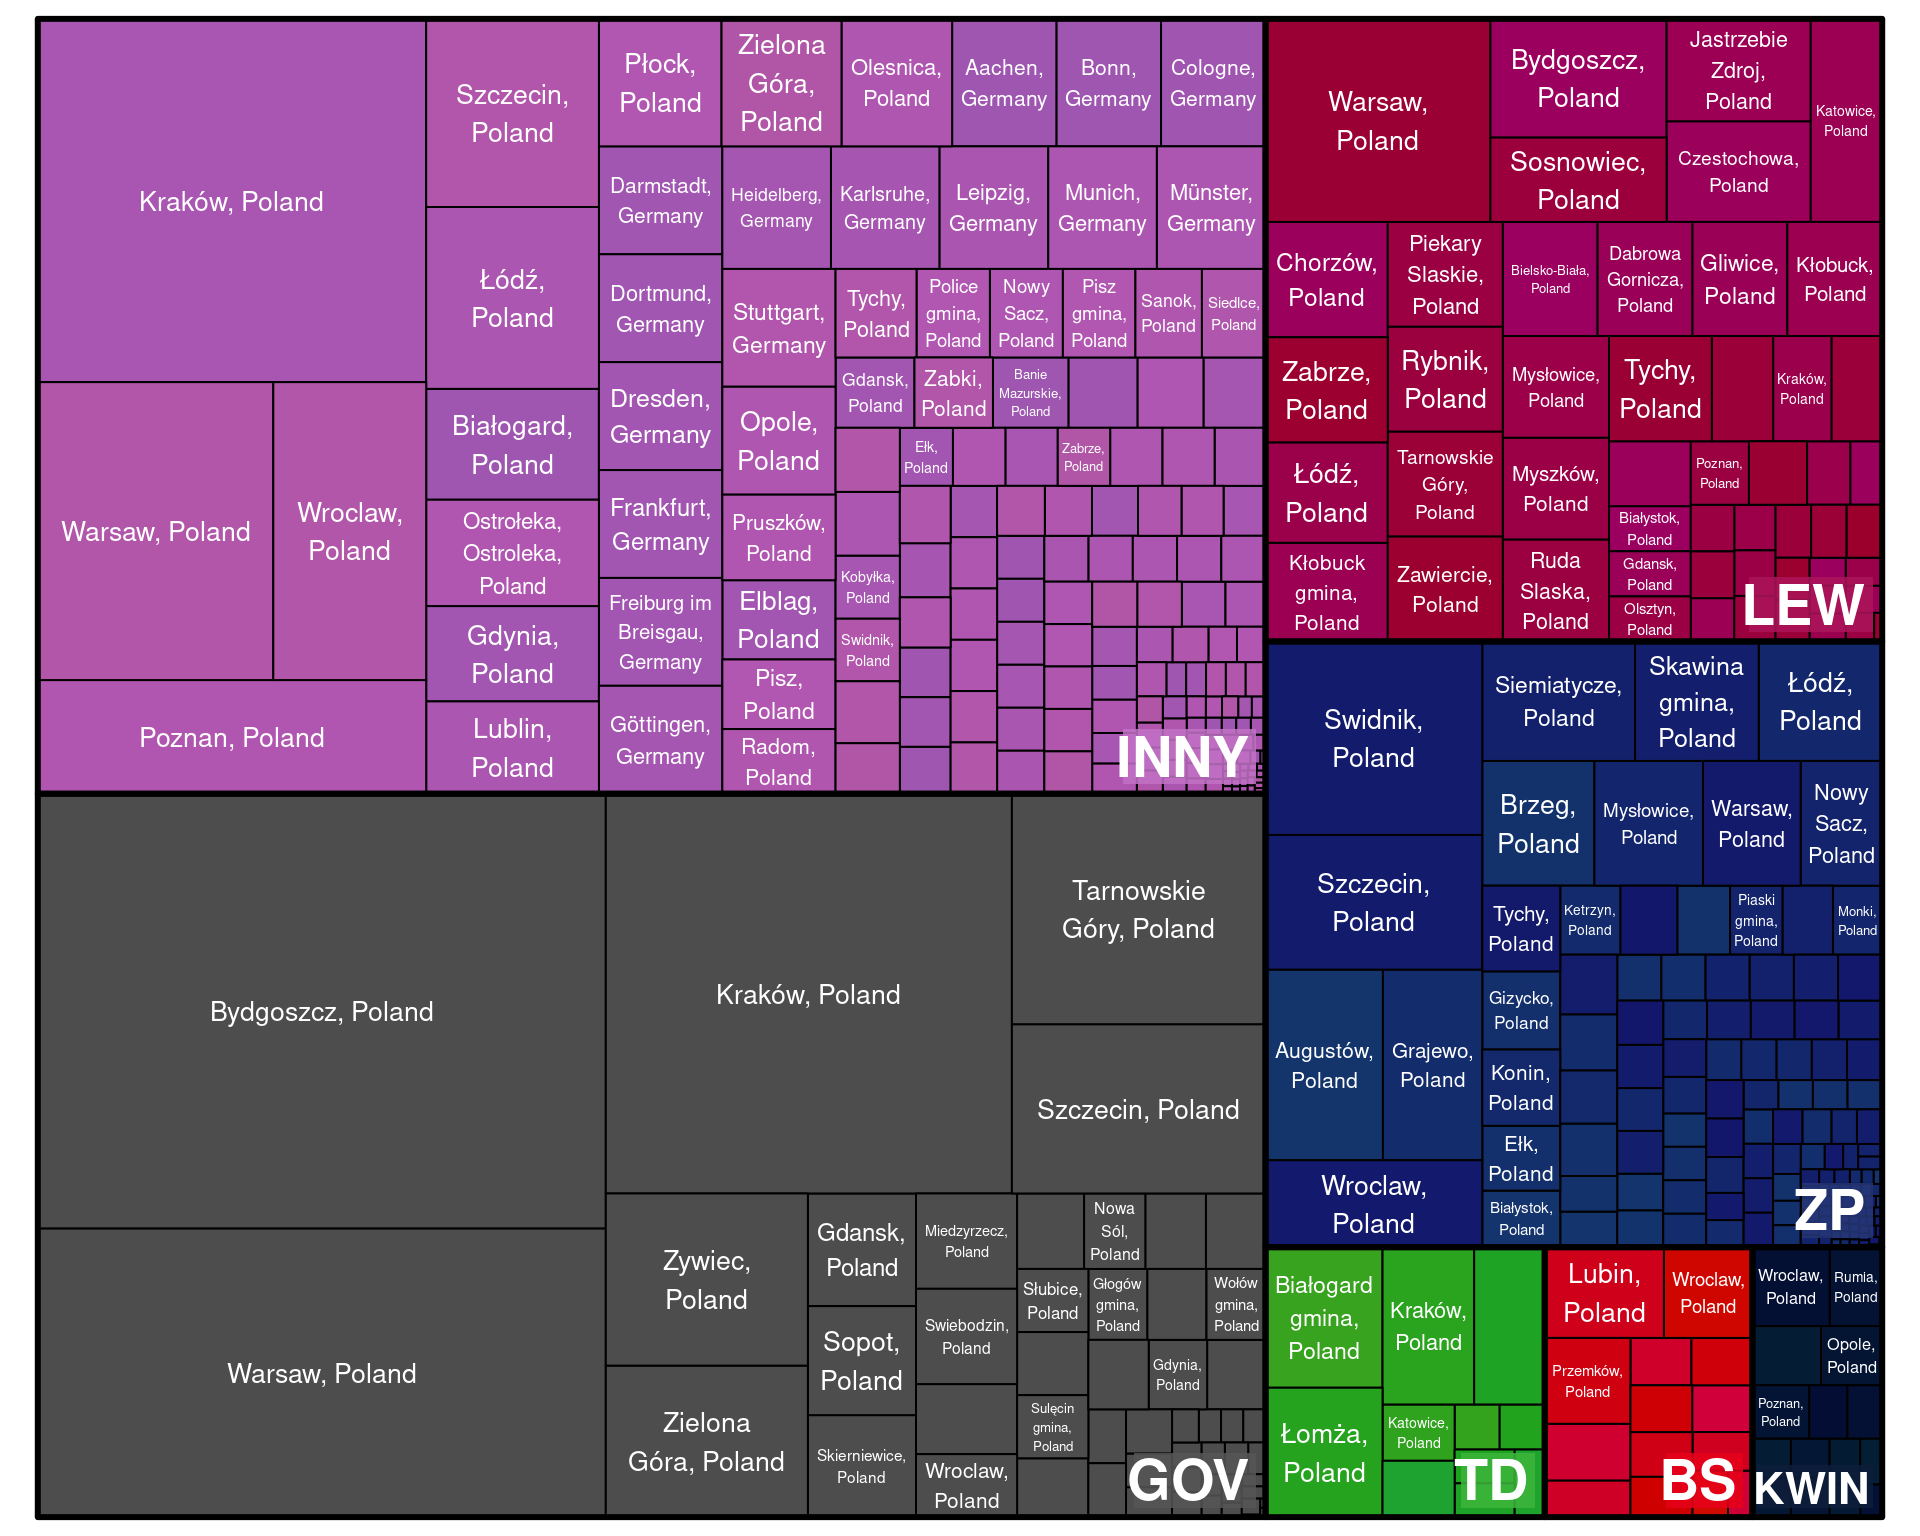 Kraków, Poland
Warsaw, Poland
Wroclaw,
Poland
Poznan, Poland
Szczecin,
Poland
Łódź,
Poland
Białogard,
Poland
Ostrołeka,
Ostroleka,
Poland
Gdynia,
Poland
Lublin,
Poland
Płock,
Poland
Zielona
Góra,
Poland
Olesnica,
Poland
Aachen,
Germany
Bonn,
Germany
Cologne,
Germany
Darmstadt,
Germany
Dortmund,
Germany
Dresden,
Germany
Frankfurt,
Germany
Freiburg im
Breisgau,
Germany
Göttingen,
Germany
Heidelberg,
Germany
Karlsruhe,
Germany
Leipzig,
Germany
Munich,
Germany
Münster,
Germany
Stuttgart,
Germany
Opole,
Poland
Pruszków,
Poland
Elblag,
Poland
Pisz,
Poland
Radom,
Poland
Tychy,
Poland
Police
gmina,
Poland
Nowy
Sacz,
Poland
Pisz
gmina,
Poland
Sanok,
Poland
Siedlce,
Poland
Gdansk,
Poland
Zabki,
Poland
Banie
Mazurskie,
Poland
Ełk,
Poland
Zabrze,
Poland
Kobyłka,
Poland
Swidnik,
Poland
INNY
Warsaw,
Poland
Bydgoszcz,
Poland
Sosnowiec,
Poland
Jastrzebie
Zdroj,
Poland
Czestochowa,
Poland
Katowice,
Poland
Chorzów,
Poland
Zabrze,
Poland
Łódź,
Poland
Kłobuck
gmina,
Poland
Piekary
Slaskie,
Poland
Rybnik,
Poland
Tarnowskie
Góry,
Poland
Zawiercie,
Poland
Bielsko-Biała,
Poland
Dabrowa
Gornicza,
Poland
Gliwice,
Poland
Kłobuck,
Poland
Mysłowice,
Poland
Myszków,
Poland
Ruda
Slaska,
Poland
Tychy,
Poland
Kraków,
Poland
Poznan,
Poland
Białystok,
Poland
Gdansk,
Poland
Olsztyn,
Poland
LEW
Bydgoszcz, Poland
Warsaw, Poland
Kraków, Poland
Tarnowskie
Góry, Poland
Szczecin, Poland
Zywiec,
Poland
Zielona
Góra, Poland
Gdansk,
Poland
Sopot,
Poland
Skierniewice,
Poland
Miedzyrzecz,
Poland
Swiebodzin,
Poland
Wroclaw,
Poland
Nowa
Sól,
Poland
Słubice,
Poland
Głogów
gmina,
Poland
Wołów
gmina,
Poland
Gdynia,
Poland
Sulęcin
gmina,
Poland
GOV
Swidnik,
Poland
Szczecin,
Poland
Augustów,
Poland
Grajewo,
Poland
Wroclaw,
Poland
Siemiatycze,
Poland
Skawina
gmina,
Poland
Łódź,
Poland
Brzeg,
Poland
Mysłowice,
Poland
Warsaw,
Poland
Nowy
Sacz,
Poland
Tychy,
Poland
Ketrzyn,
Poland
Piaski
gmina,
Poland
Monki,
Poland
Gizycko,
Poland
Konin,
Poland
Ełk,
Poland
Białystok,
Poland
ZP
Białogard
gmina,
Poland
Łomża,
Poland
Kraków,
Poland
Katowice,
Poland
TD
Lubin,
Poland
Wroclaw,
Poland
Przemków,
Poland
BS
Wroclaw,
Poland
Rumia,
Poland
Opole,
Poland
Poznan,
Poland
KWIN